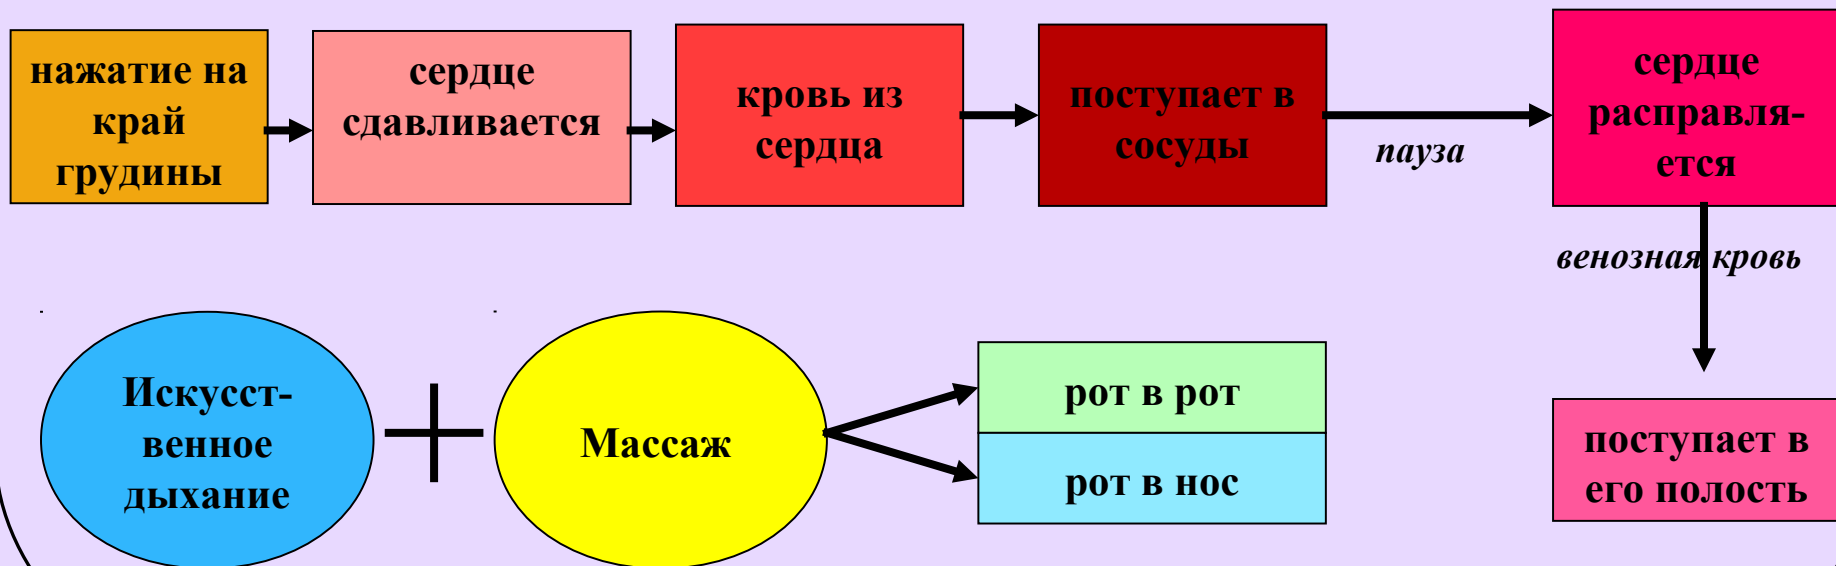 нажатие на
край
грудины
сердце
сдавливается
кровь из
сердца
поступает в
сосуды
пауза
сердце
расправля-
ется
венозная кровь
Искусст-
венное
дыхание
Массаж
рот в рот
рот в нос
поступает в
его полость